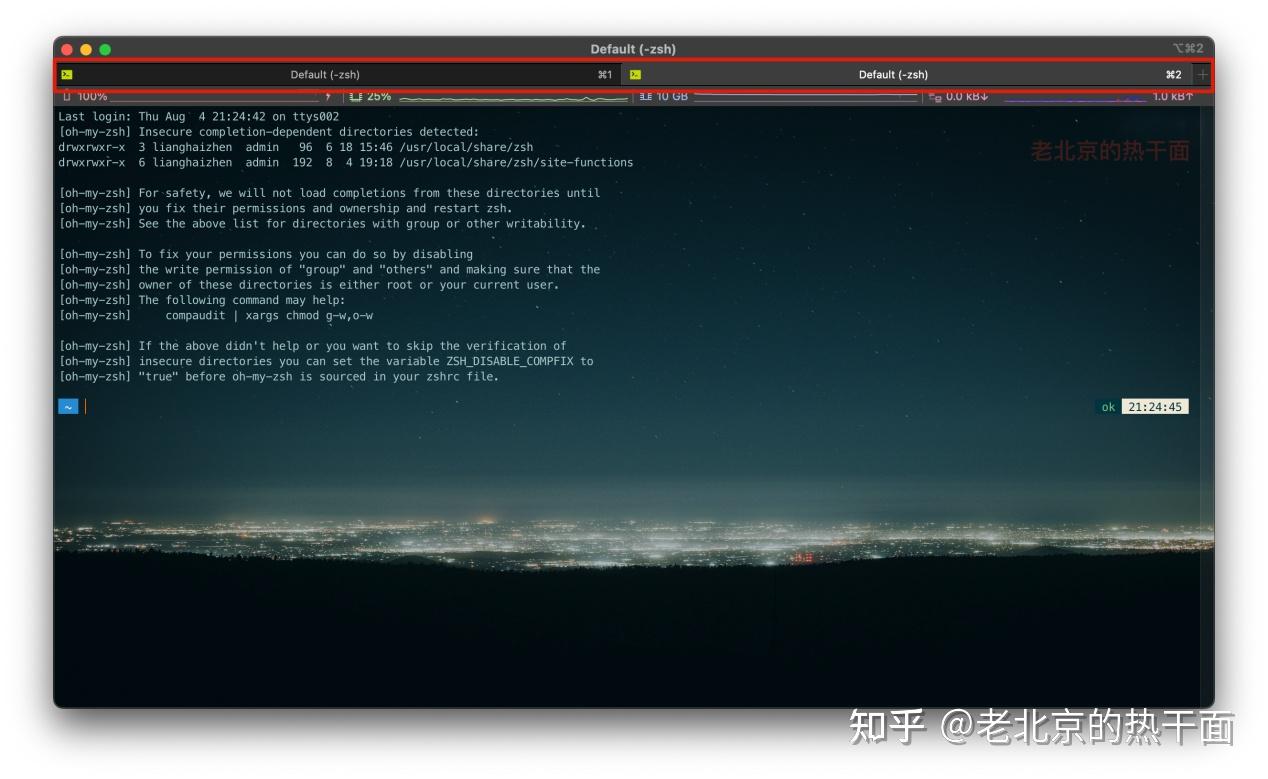 Default (-zsh) ⌥⌘2
Default (-zsh) ⌘1 Default (-zsh) ⌘2 +
100% 25% 10 GB 0.0 kB↓ 1.0 kB↑
Last login: Thu Aug  4 21:24:42 on ttys002
[oh-my-zsh] Insecure completion-dependent directories detected:
drwxrwxr-x  3 lianghaizhen  admin   96  6 18 15:46 /usr/local/share/zsh
老北京的热干面
drwxrwxr-x  6 lianghaizhen  admin  192  8  4 19:18 /usr/local/share/zsh/site-functions
[oh-my-zsh] For safety, we will not load completions from these directories until
[oh-my-zsh] you fix their permissions and ownership and restart zsh.
[oh-my-zsh] See the above list for directories with group or other writability.
[oh-my-zsh] To fix your permissions you can do so by disabling
[oh-my-zsh] the write permission of "group" and "others" and making sure that the
[oh-my-zsh] owner of these directories is either root or your current user.
[oh-my-zsh] The following command may help:
[oh-my-zsh]     compaudit | xargs chmod g-w,o-w
[oh-my-zsh] If the above didn't help or you want to skip the verification of
[oh-my-zsh] insecure directories you can set the variable ZSH_DISABLE_COMPFIX to
[oh-my-zsh] "true" before oh-my-zsh is sourced in your zshrc file.
~ ok 21:24:45
知乎 @老北京的热干面